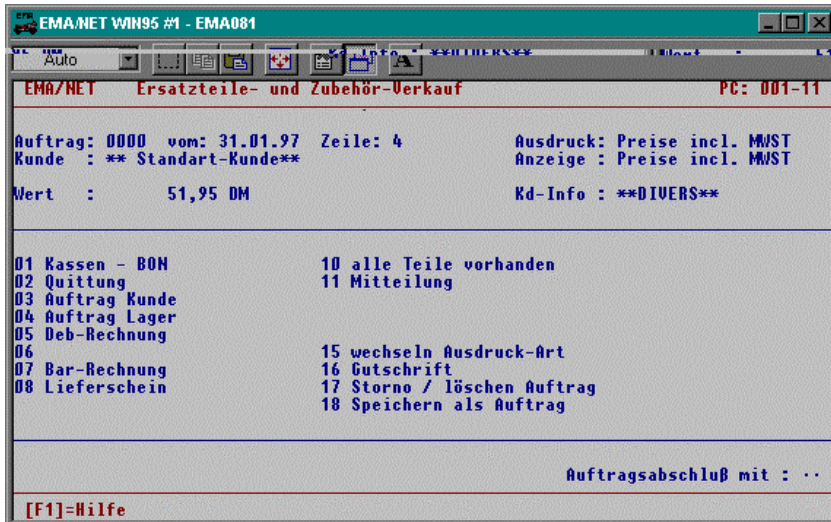 EMA/NET WIN95 #1 - EMA081
Auto
A
EMA/NET Ersatzteile- und Zubehör-Verkauf PC: 001-11
Auftrag: 0000 vom: 31.01.97 Zeile: 4 Ausdruck: Preise incl. MWST
Kunde : ** Standart-Kunde** Anzeige : Preise incl. MWST
Wert : 51,95 DM Kd-Info : **DIVERS**
01 Kassen - BON 10 alle Teile vorhanden
02 Quittung 11 Mitteilung
03 Auftrag Kunde
04 Auftrag Lager
05 Deb-Rechnung
06 15 wechseln Ausdruck-Art
07 Bar-Rechnung 16 Gutschrift
08 Lieferschein 17 Storno / löschen Auftrag
18 Speichern als Auftrag
Auftragsabschluß mit : ··
[F1]=Hilfe